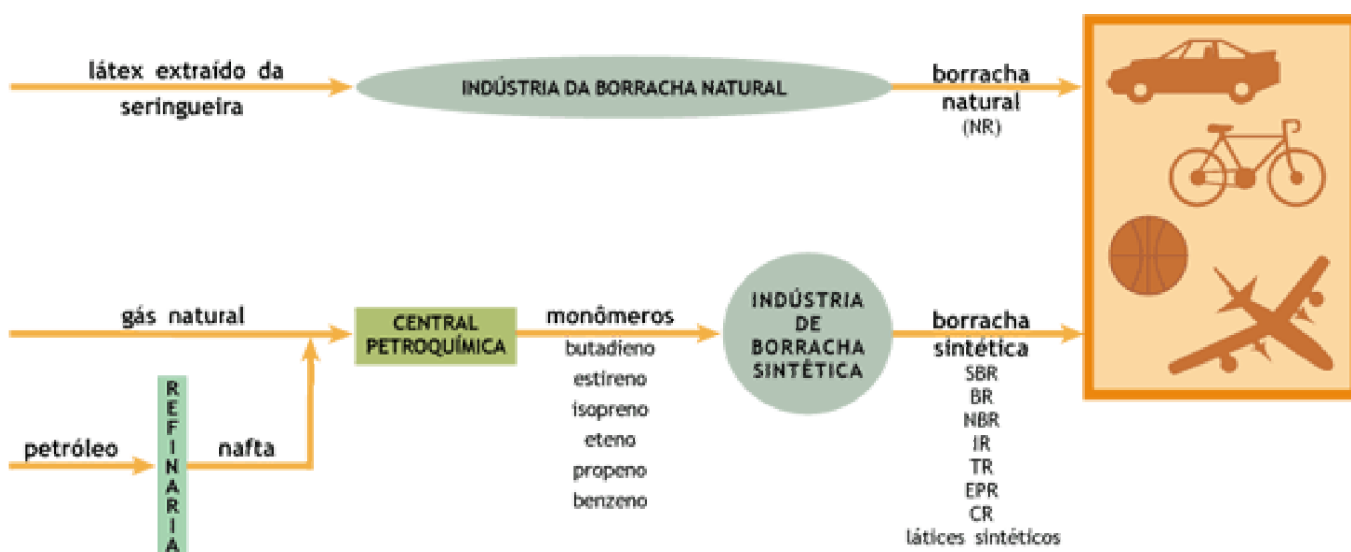 látex extraído da
seringueira
INDÚSTRIA DA BORRACHA NATURAL
borracha
natural
(NR)
gás natural
petróleo
REFINARIA
nafta
CENTRAL
PETROQUÍMICA
monômeros
butadieno
estireno
isopreno
eteno
propeno
benzeno
INDÚSTRIA
DE
BORRACHA
SINTÉTICA
borracha
sintética
SBR
BR
NBR
IR
TR
EPR
CR
látices sintéticos